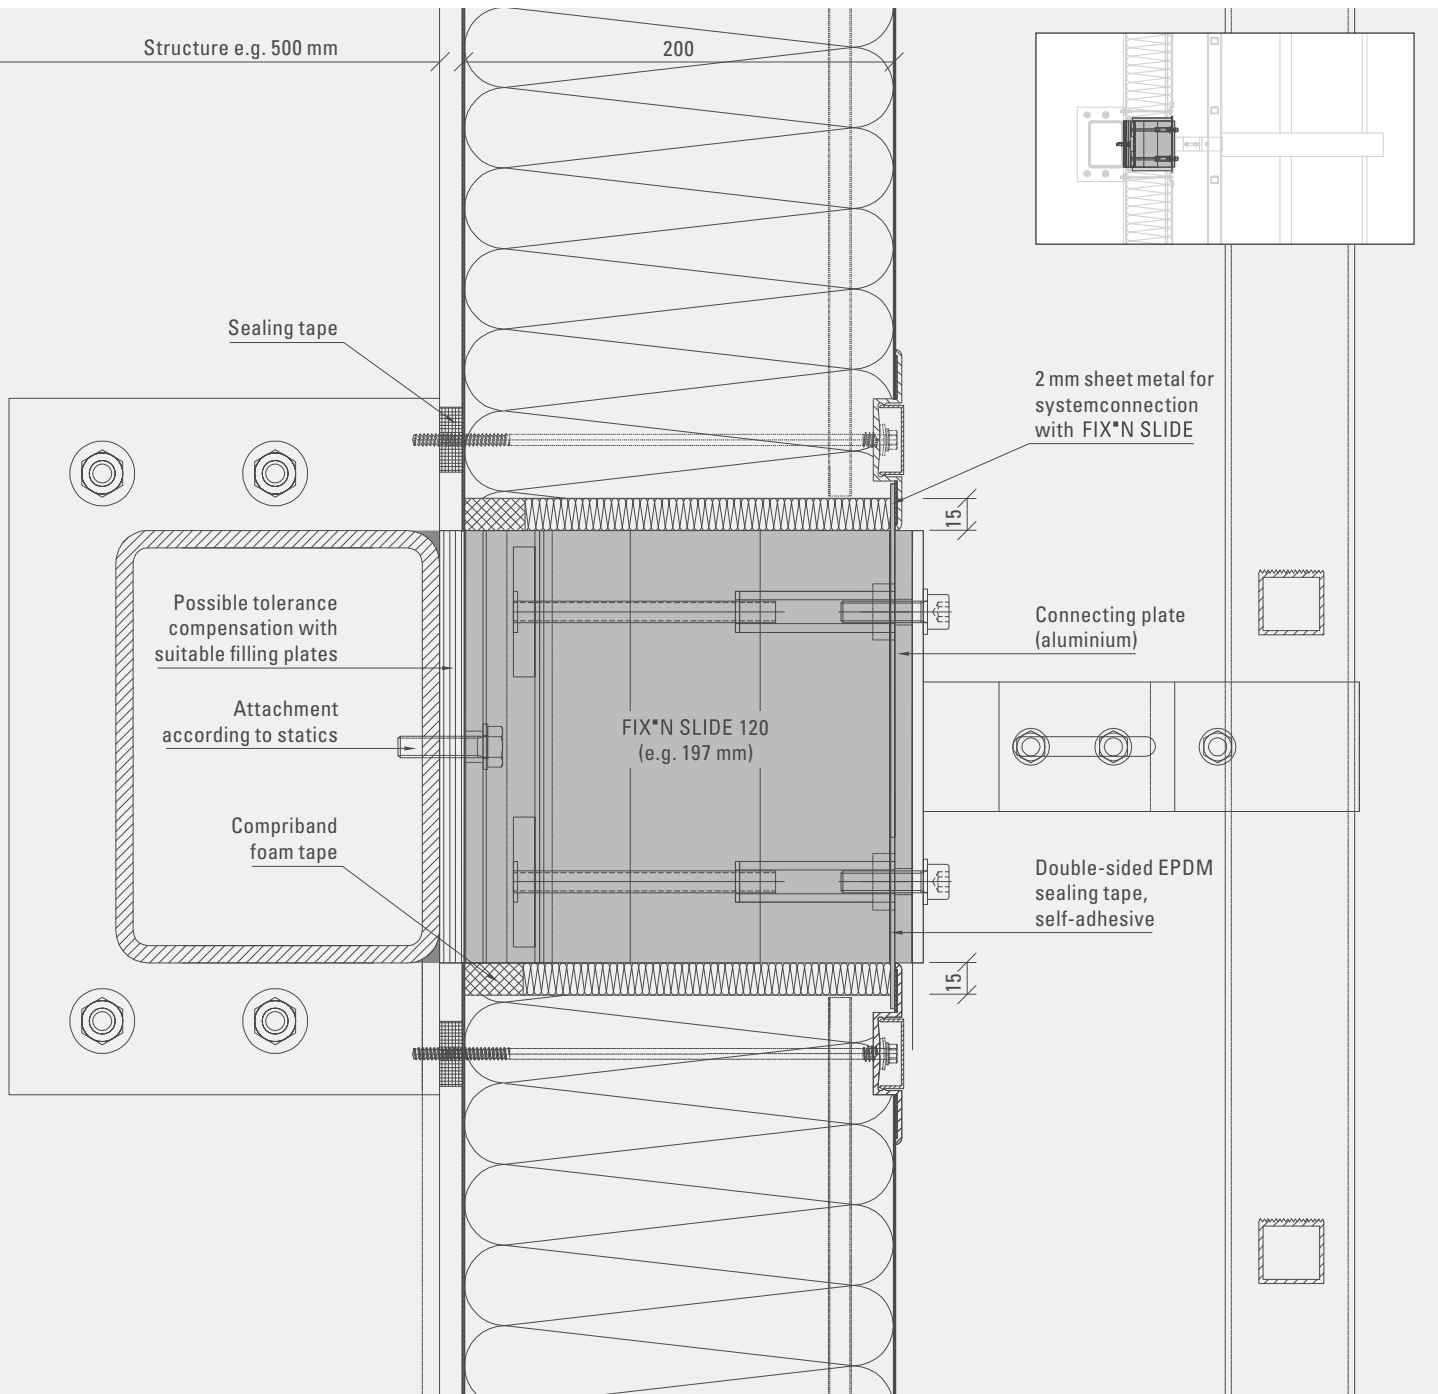 Structure e.g. 500 mm
200
Sealing tape
2 mm sheet metal for
systemconnection
with FIX■N SLIDE
15
Possible tolerance
compensation with
suitable filling plates
Connecting plate
(aluminium)
Attachment
according to statics
FIX■N SLIDE 120
(e.g. 197 mm)
Compriband
foam tape
Double-sided EPDM
sealing tape,
self-adhesive
15